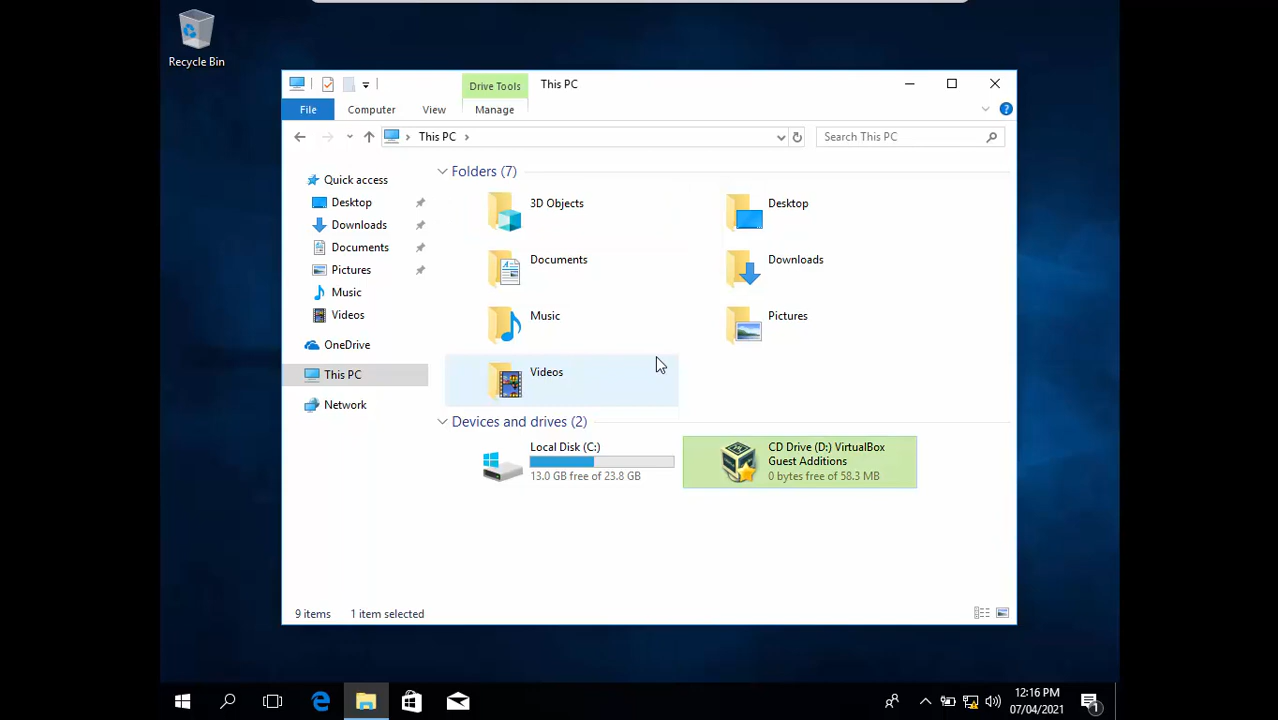 Recycle Bin
Drive Tools
This PC
File
Computer
View
Manage
This PC
Search This PC
Quick access
Desktop
Downloads
Documents
Pictures
Music
Videos
OneDrive
This PC
Network
Folders (7)
3D Objects
Desktop
Documents
Downloads
Music
Pictures
Videos
Devices and drives (2)
Local Disk (C:)
13.0 GB free of 23.8 GB
CD Drive (D:) VirtualBox
Guest Additions
0 bytes free of 58.3 MB
9 items
1 item selected
12:16 PM
07/04/2021
1